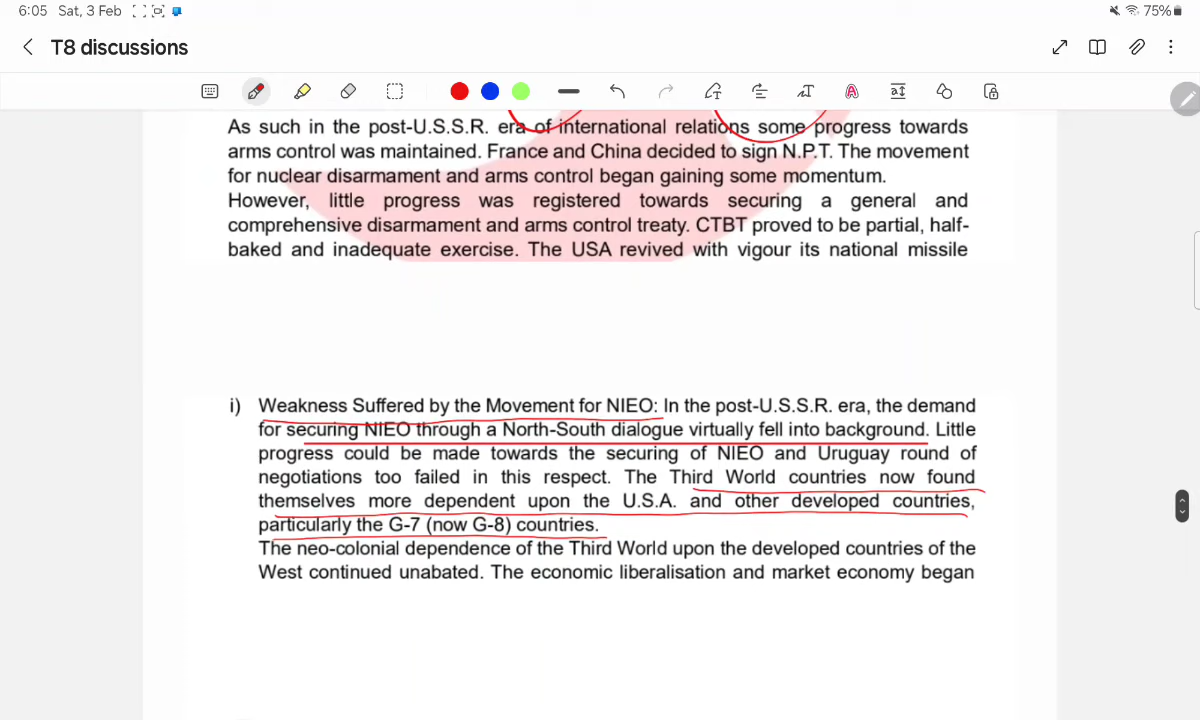 6:05 Sat, 3 Feb 75%
T8 discussions
As such in the post-U.S.S.R. era of international relations some progress towards
arms control was maintained. France and China decided to sign N.P.T. The movement
for nuclear disarmament and arms control began gaining some momentum.
However, little progress was registered towards securing a general and
comprehensive disarmament and arms control treaty. CTBT proved to be partial, half-
baked and inadequate exercise. The USA revived with vigour its national missile
i) Weakness Suffered by the Movement for NIEO: In the post-U.S.S.R. era, the demand
for securing NIEO through a North-South dialogue virtually fell into background. Little
progress could be made towards the securing of NIEO and Uruguay round of
negotiations too failed in this respect. The Third World countries now found
themselves more dependent upon the U.S.A. and other developed countries,
particularly the G-7 (now G-8) countries.
The neo-colonial dependence of the Third World upon the developed countries of the
West continued unabated. The economic liberalisation and market economy began